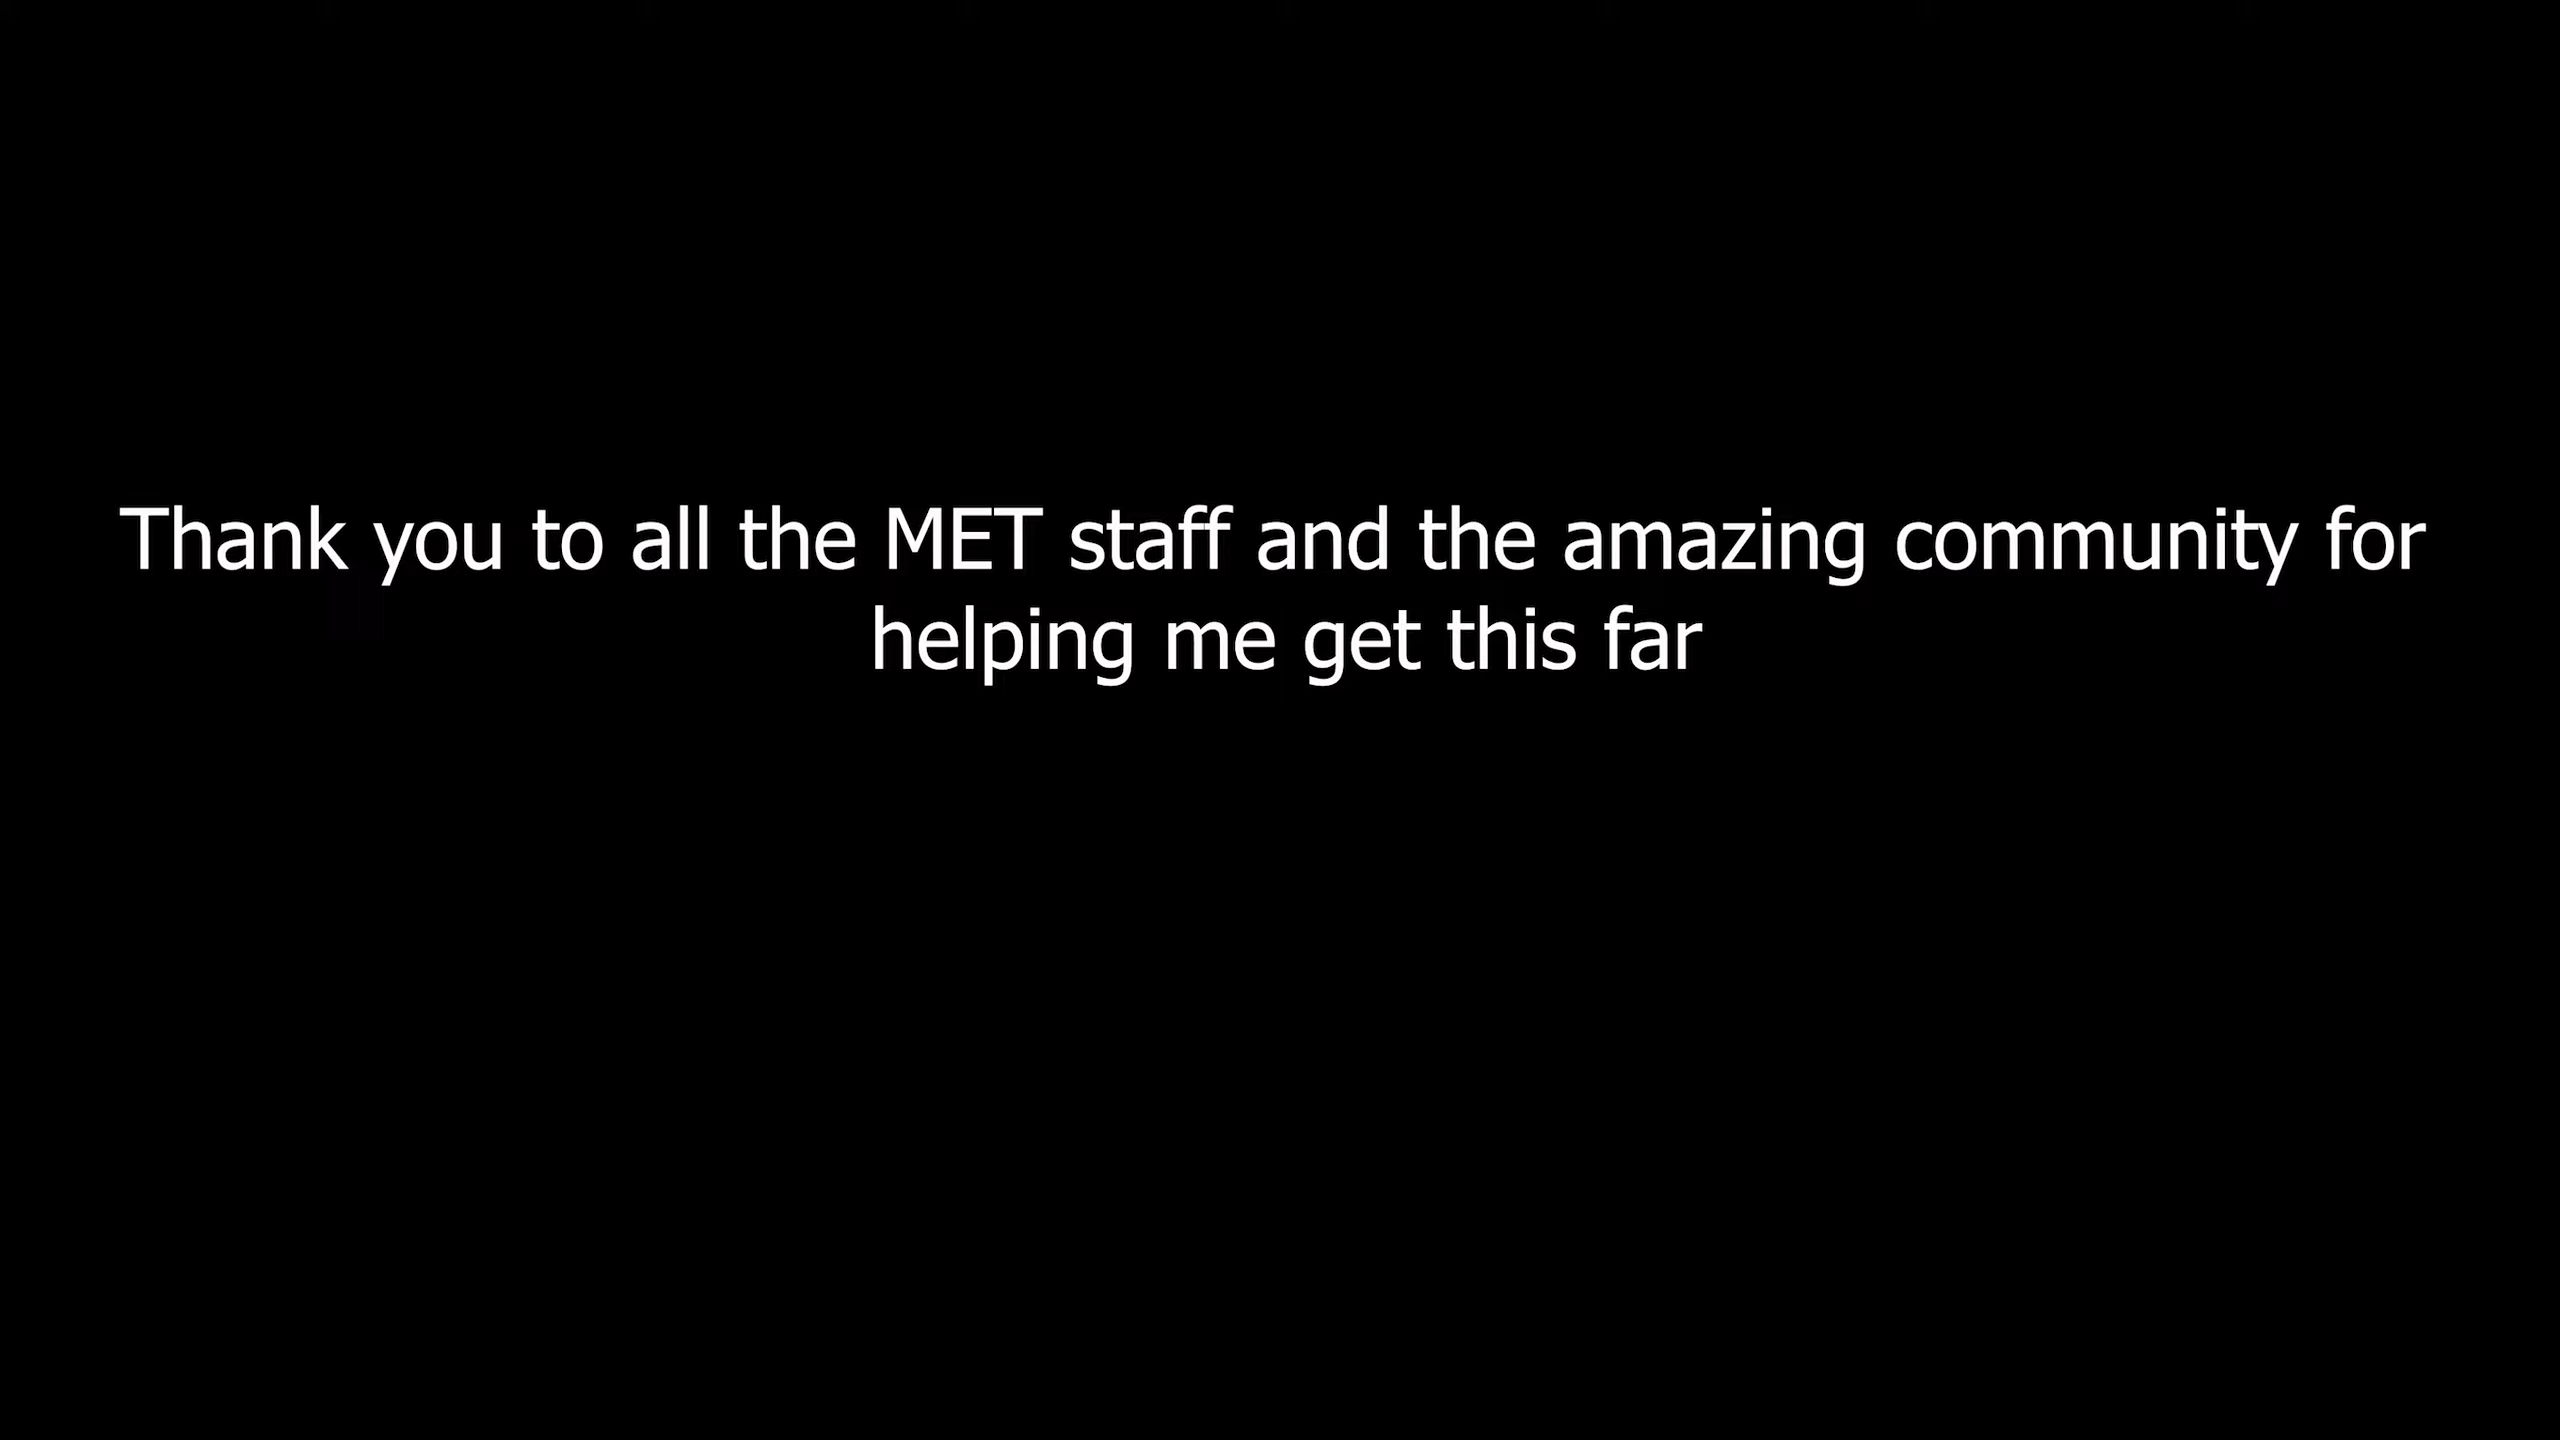 Thank you to all the MET staff and the amazing community for
helping me get this far